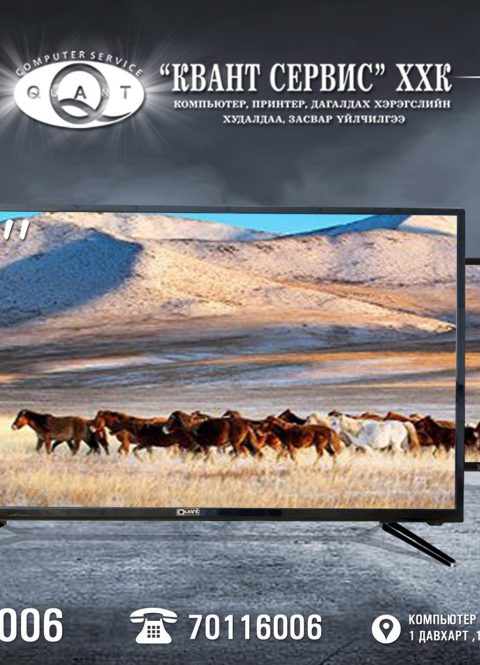 COMPUTER SERVICE
QUANT
“КВАНТ СЕРВИС” ХХК
КОМПЬЮТЕР, ПРИНТЕР, ДАГАЛДАХ ХЭРЭГСЛИЙН
ХУДАЛДАА, ЗАСВАР ҮЙЛЧИЛГЭЭ
"
QUANT
006
70116006
КОМПЬЮТЕР
1 ДАВХАРТ ,1